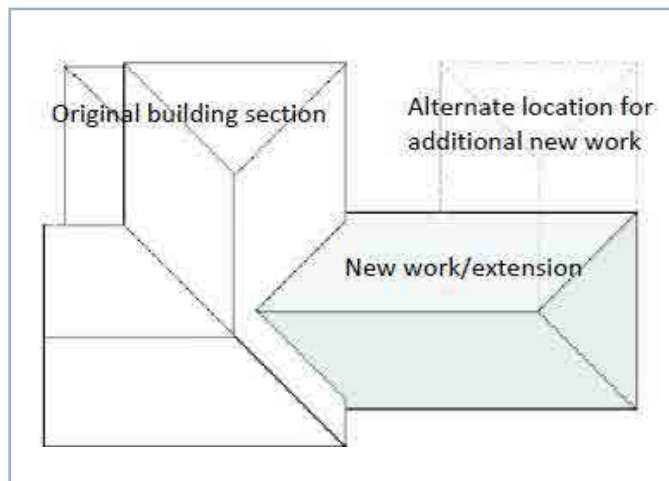 Original building section
Alternate location for
additional new work
New work/extension